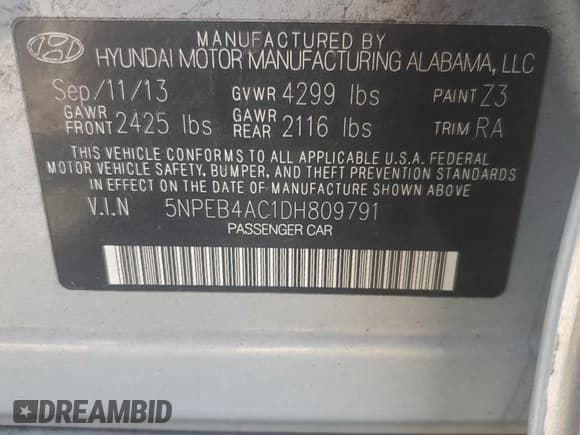 MANUFACTURED BY
HYUNDAI MOTOR MANUFACTURING ALABAMA, LLC
Sep/11/13 GVWR 4299 lbs PAINT Z3
GAWR FRONT 2425 lbs GAWR REAR 2116 lbs TRIM RA
THIS VEHICLE CONFORMS TO ALL APPLICABLE U.S.A. FEDERAL
MOTOR VEHICLE SAFETY, BUMPER, AND THEFT PREVENTION STANDARDS
IN EFFECT ON THE DATE OF MANUFACTURE SHOWN ABOVE
V.I.N 5NPEB4AC1DH809791
PASSENGER CAR
DREAMBID